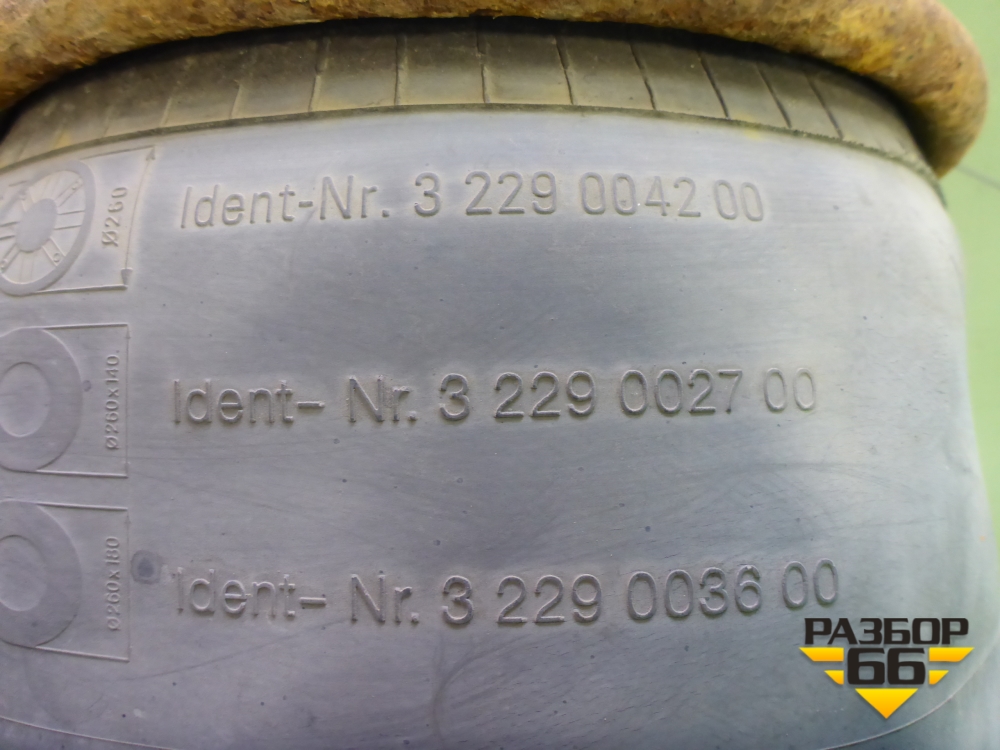 Ø260
Ident-Nr. 3 229 0042 00
Ø260x140
Ident- Nr. 3 229 0027 00
Ø260x180
Ident- Nr. 3 229 0036 00
РАЗБОР
66